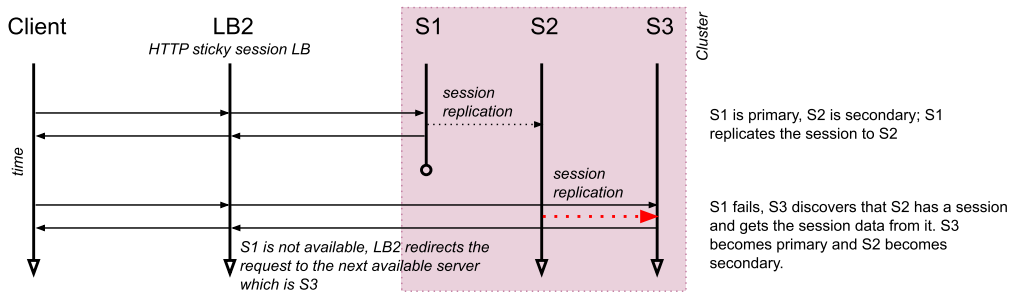 Client
LB2
S1
S2
S3
Cluster
HTTP sticky session LB
session
replication
S1 is primary, S2 is secondary; S1
replicates the session to S2
time
session
replication
S1 fails, S3 discovers that S2 has a session
and gets the session data from it. S3
becomes primary and S2 becomes
secondary.
S1 is not available, LB2 redirects the
request to the next available server
which is S3